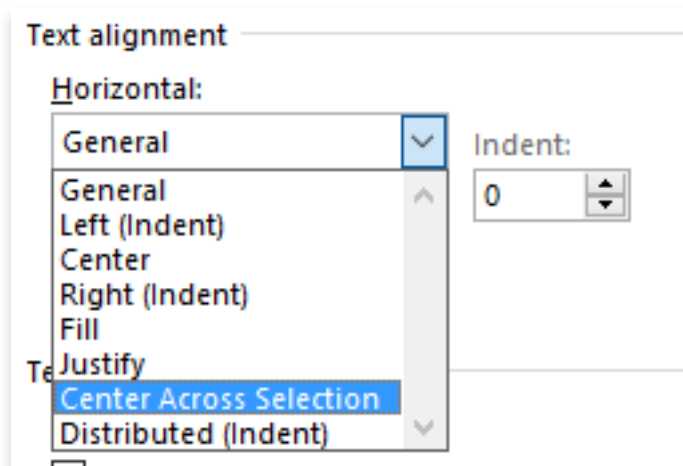 Text alignment
Horizontal:
General
Indent:
0
General
Left (Indent)
Center
Right (Indent)
Fill
Justify
Te
Center Across Selection
Distributed (Indent)